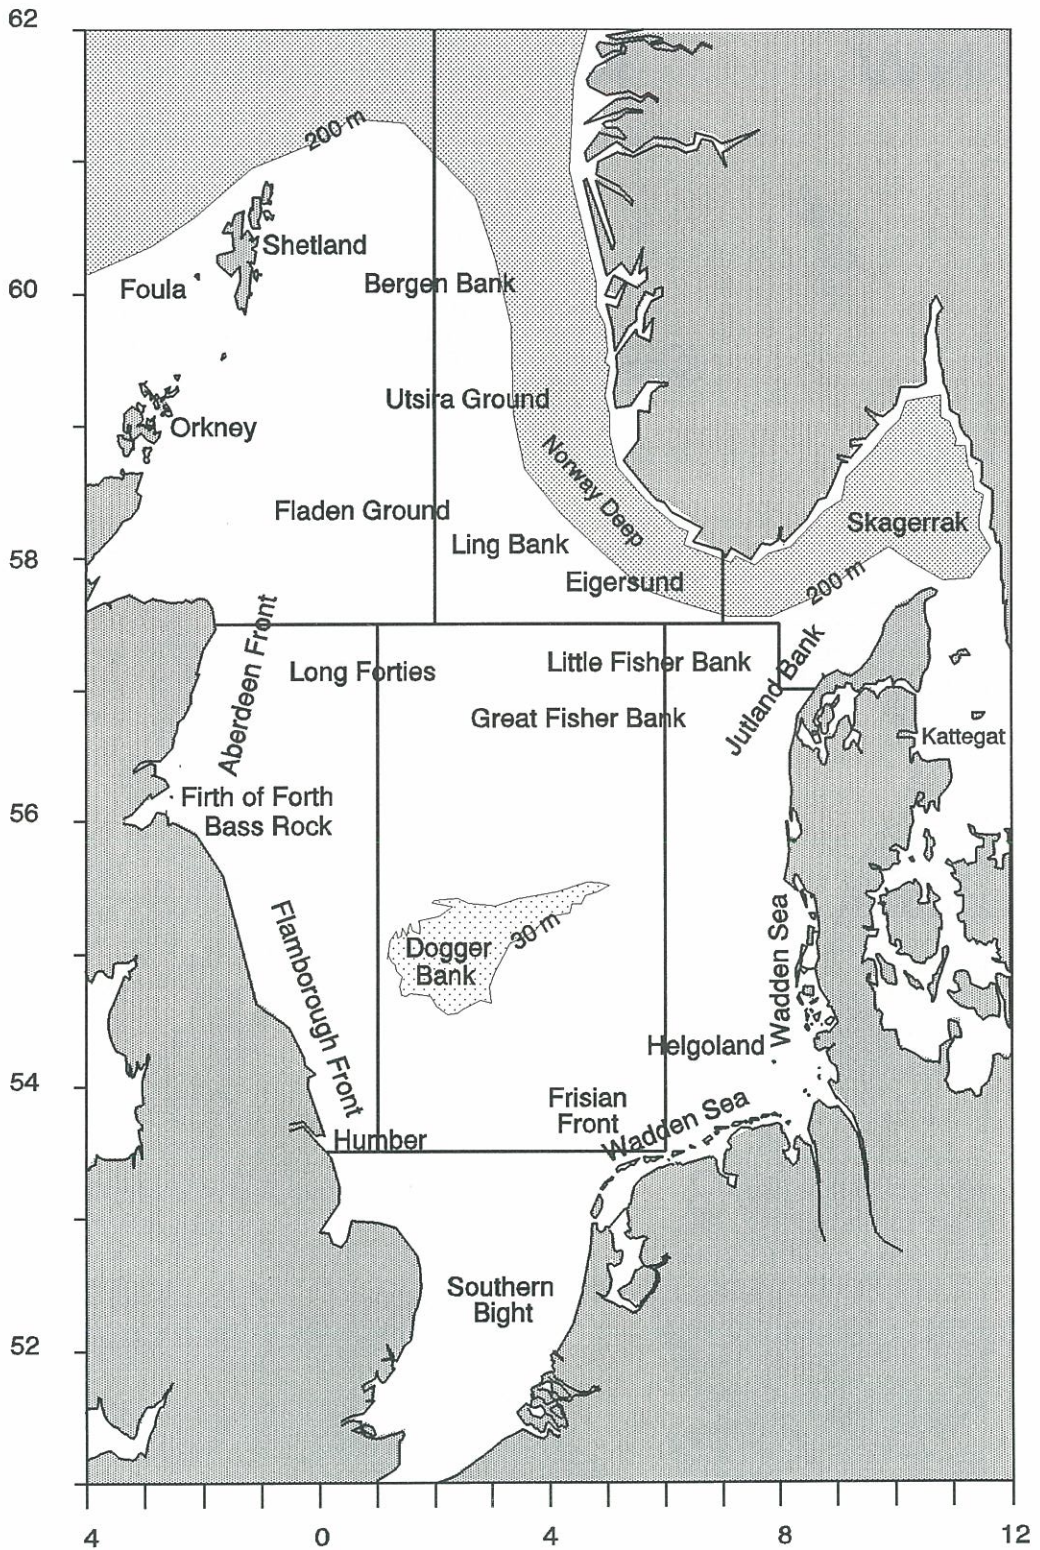 62
200 m
Shetland
Foula
Bergen Bank
60
Utsira Ground
Orkney
Norway Deep
Fladen Ground
Skagerrak
Ling Bank
58
Eigersund
200 m
Aberdeen Front
Long Forties
Little Fisher Bank
Jutland Bank
Great Fisher Bank
Kattegat
Firth of Forth
56
Bass Rock
Flamborough Front
30 m
Dogger
Bank
Wadden Sea
Helgoland
54
Frisian
Front
Wadden Sea
Humber
Southern
Bight
52
4
0
4
8
12